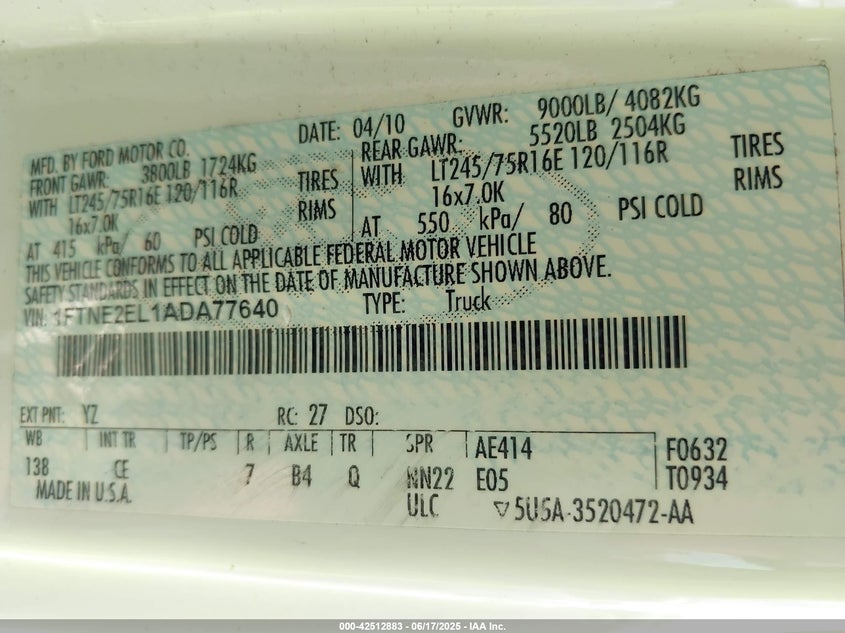 MFD. BY FORD MOTOR CO. DATE: 04/10 GVWR: 9000LB/ 4082KG
FRONT GAWR: 3800LB 1724KG REAR GAWR: 5520LB 2504KG
WITH LT245/75R16E 120/116R TIRES WITH LT245/75R16E 120/116R TIRES
16x7.0K RIMS 16x7.0K RIMS
AT 415 kPa/ 60 PSI COLD AT 550 kPa/ 80 PSI COLD
THIS VEHICLE CONFORMS TO ALL APPLICABLE FEDERAL MOTOR VEHICLE
SAFETY STANDARDS IN EFFECT ON THE DATE OF MANUFACTURE SHOWN ABOVE.
VIN: 1FTNE2EL1ADA77640 TYPE: Truck
EXT PNT: YZ RC: 27 DSO:
WB INT TR TP/PS R AXLE TR SPR AE414 F0632
138 CE 7 B4 Q NN22 E05 T0934
MADE IN U.S.A. ULC ▽5U5A-3520472-AA
000-42512883 - 06/17/2025 - IAA Inc.